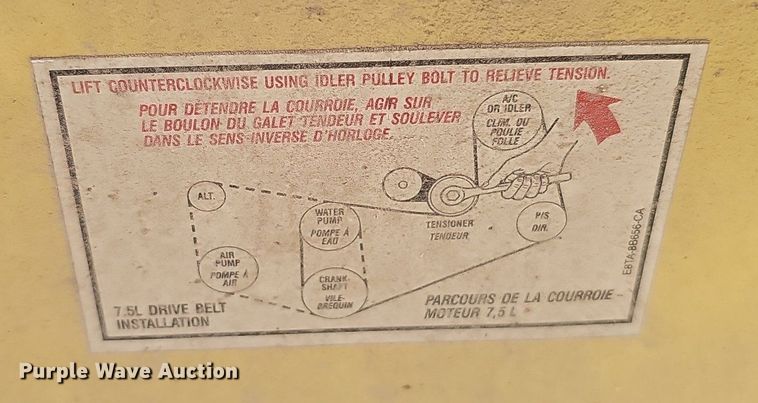 LIFT COUNTERCLOCKWISE USING IDLER PULLEY BOLT TO RELIEVE TENSION.
POUR DÉTENDRE LA COURROIE, AGIR SUR
LE BOULON DU GALET TENDEUR ET SOULEVER
DANS LE SENS INVERSE D'HORLOGE.
A/C
OR IDLER
CLIM. OU
POULIE
FOLLE
ALT.
WATER
PUMP
POMPE À
EAU
TENSIONER
TENDEUR
P/S
DIR.
AIR
PUMP
POMPE À
AIR
CRANK-
SHAFT
VILE-
BREQUIN
E8TA-8B656-CA
7.5L DRIVE BELT
INSTALLATION
PARCOURS DE LA COURROIE -
MOTEUR 7,5 L
Purple Wave Auction